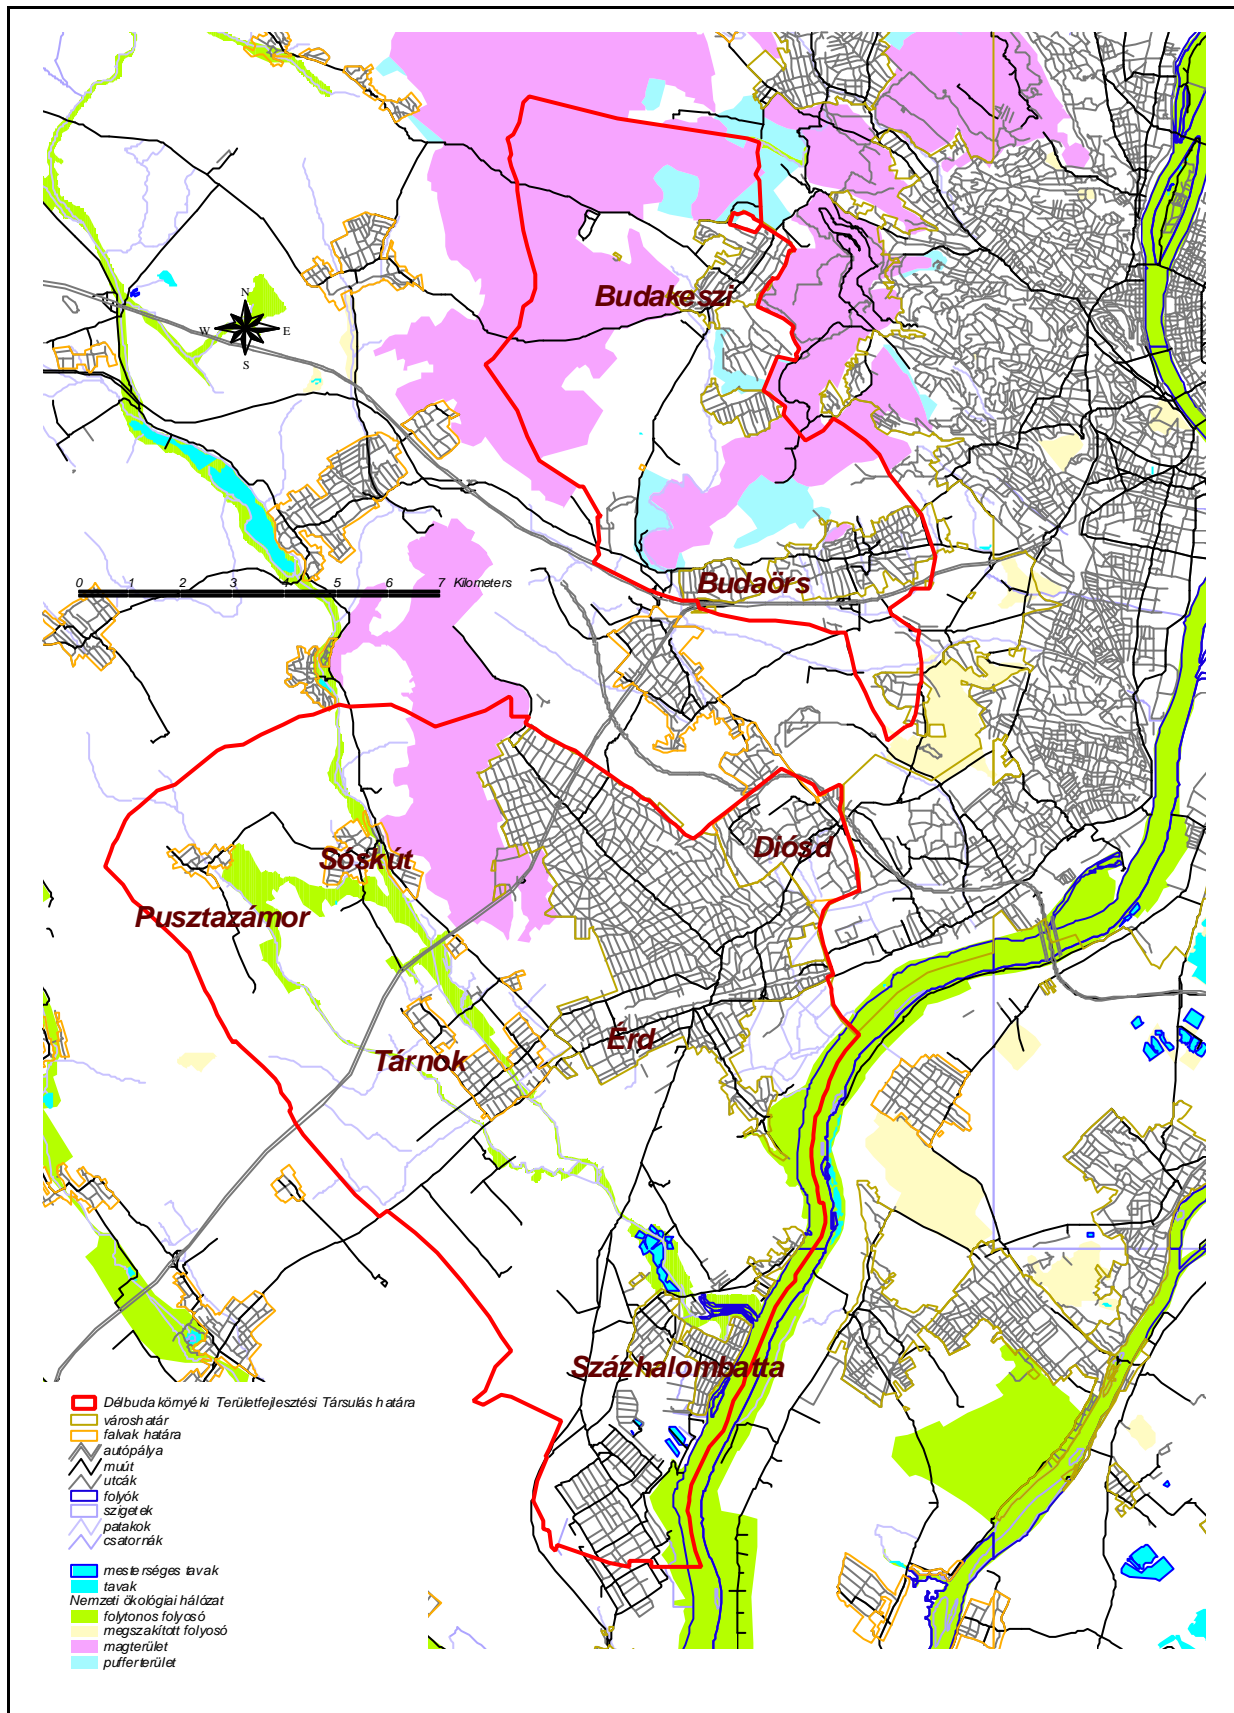 N
W E
S
Budakeszi
0 1 2 3 4 5 6 7 Kilometers
Budaörs
Diósd
Sóskút
Pusztazámor
Érd
Tárnok
Százhalombatta
Délbuda környéki Területfejlesztési Társulás határa
városhatár
falvak határa
autópálya
muút
utcák
folyók
szigetek
patakok
csatornák
mesterséges tavak
tavak
Nemzeti ökológiai hálózat
folytonos folyosó
megszakított folyosó
magterület
pufferterület